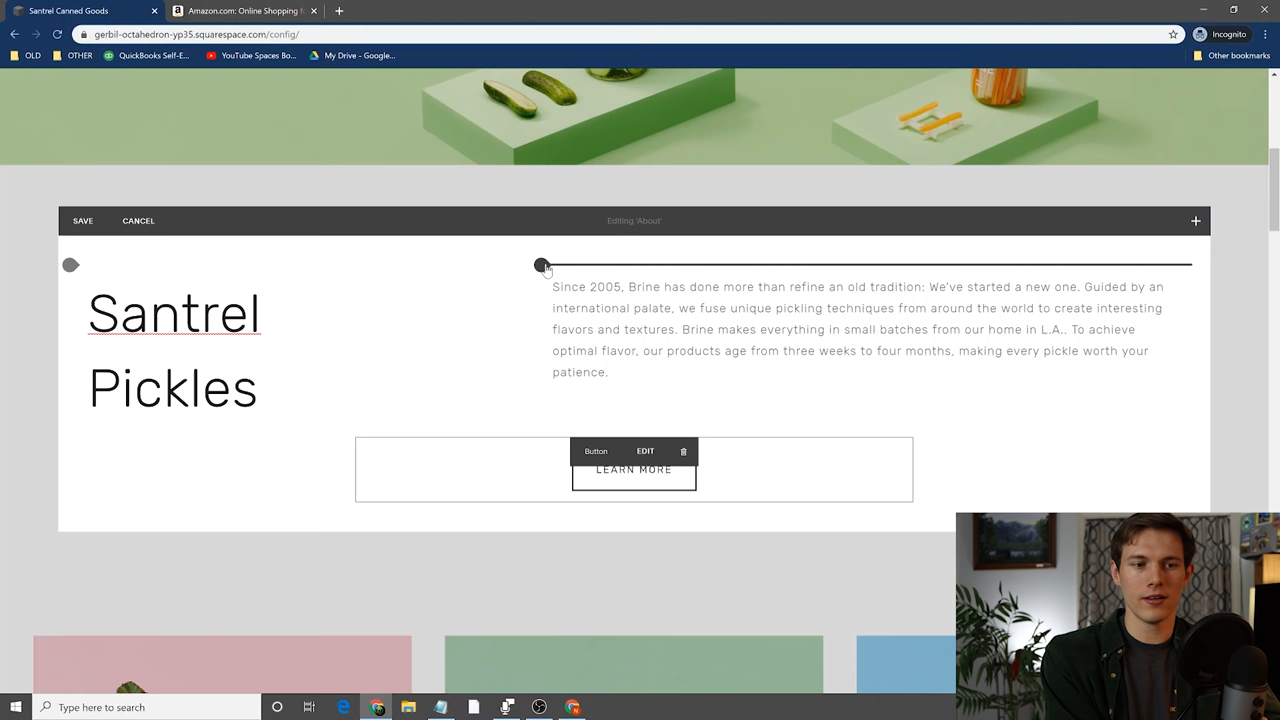 Santrel Canned Goods
Amazon.com: Online Shopping f
gerbil-octahedron-yp35.squarespace.com/config/
Incognito
OLD
OTHER
QuickBooks Self-E...
YouTube Spaces Bo...
My Drive - Google...
Other bookmarks
SAVE
CANCEL
Editing 'About'
Santrel
Pickles
Since 2005, Brine has done more than refine an old tradition: We've started a new one. Guided by an
international palate, we fuse unique pickling techniques from around the world to create interesting
flavors and textures. Brine makes everything in small batches from our home in L.A.. To achieve
optimal flavor, our products age from three weeks to four months, making every pickle worth your
patience.
Button
EDIT
LEARN MORE
Type here to search